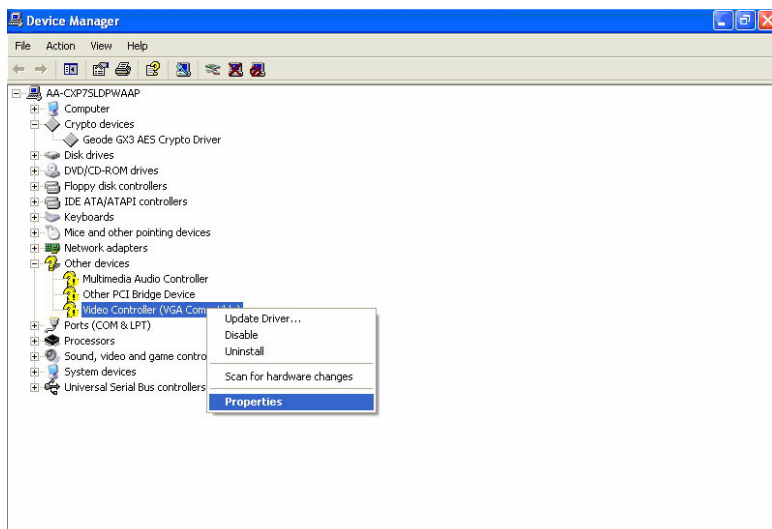 Device Manager
File Action View Help
AA-CXP7SLDPWAAP
Computer
Crypto devices
Geode GX3 AES Crypto Driver
Disk drives
DVD/CD-ROM drives
Floppy disk controllers
IDE ATA/ATAPI controllers
Keyboards
Mice and other pointing devices
Network adapters
Other devices
Multimedia Audio Controller
Other PCI Bridge Device
Video Controller (VGA Compatible)
Update Driver...
Ports (COM & LPT)
Disable
Processors
Uninstall
Sound, video and game contro
Scan for hardware changes
System devices
Universal Serial Bus controllers
Properties